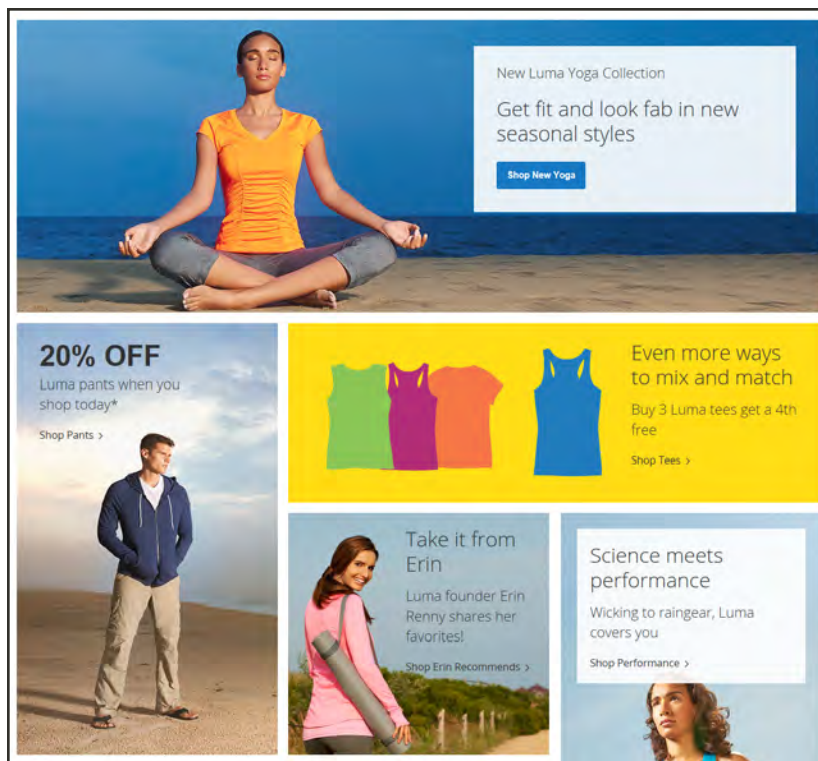 New Luma Yoga Collection
Get fit and look fab in new
seasonal styles
Shop New Yoga
20% OFF
Luma pants when you
shop today*
Shop Pants >
Even more ways
to mix and match
Buy 3 Luma tees get a 4th
free
Shop Tees >
Take it from
Erin
Luma founder Erin
Renny shares her
favorites!
Shop Erin Recommends >
Science meets
performance
Wicking to raingear, Luma
covers you
Shop Performance >